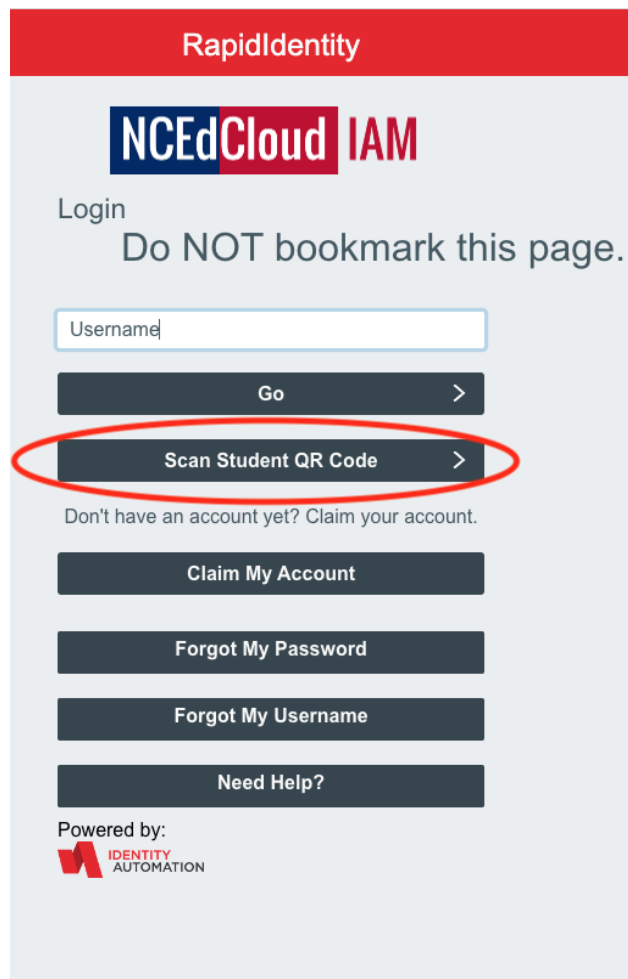 RapidIdentity
NCEdCloud IAM
Login
Do NOT bookmark this page.
Username
Go
Scan Student QR Code
Don't have an account yet? Claim your account.
Claim My Account
Forgot My Password
Forgot My Username
Need Help?
Powered by:
IDENTITY
AUTOMATION